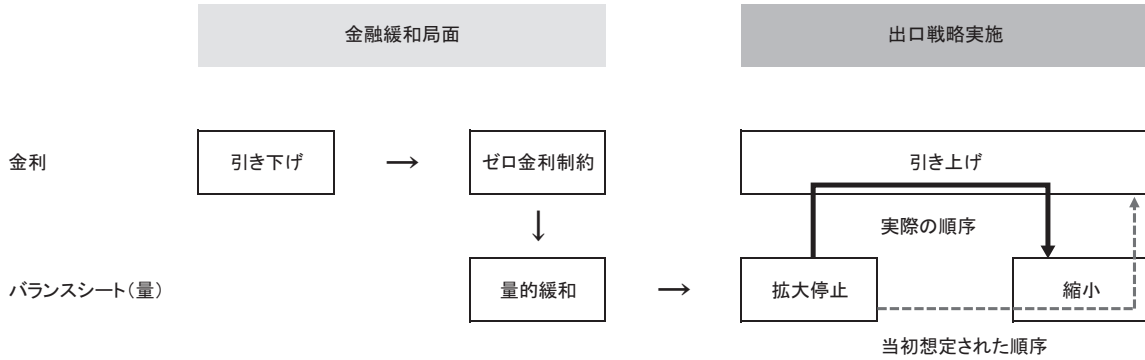 金融緩和局面
出口戦略実施
金利
引き下げ
ゼロ金利制約
引き上げ
実際の順序
バランスシート(量)
量的緩和
拡大停止
縮小
当初想定された順序